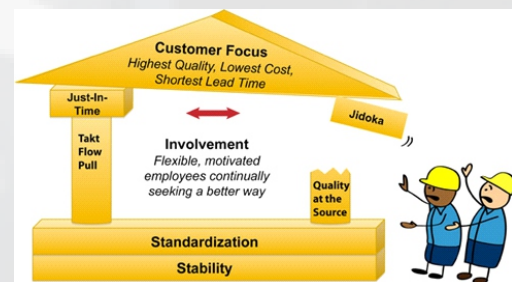 Customer Focus
Highest Quality, Lowest Cost,
Shortest Lead Time
Just-In-
Time
Jidoka
Takt
Flow
Pull
Involvement
Flexible, motivated
employees continually
seeking a better way
Quality
at the
Source
Standardization
Stability